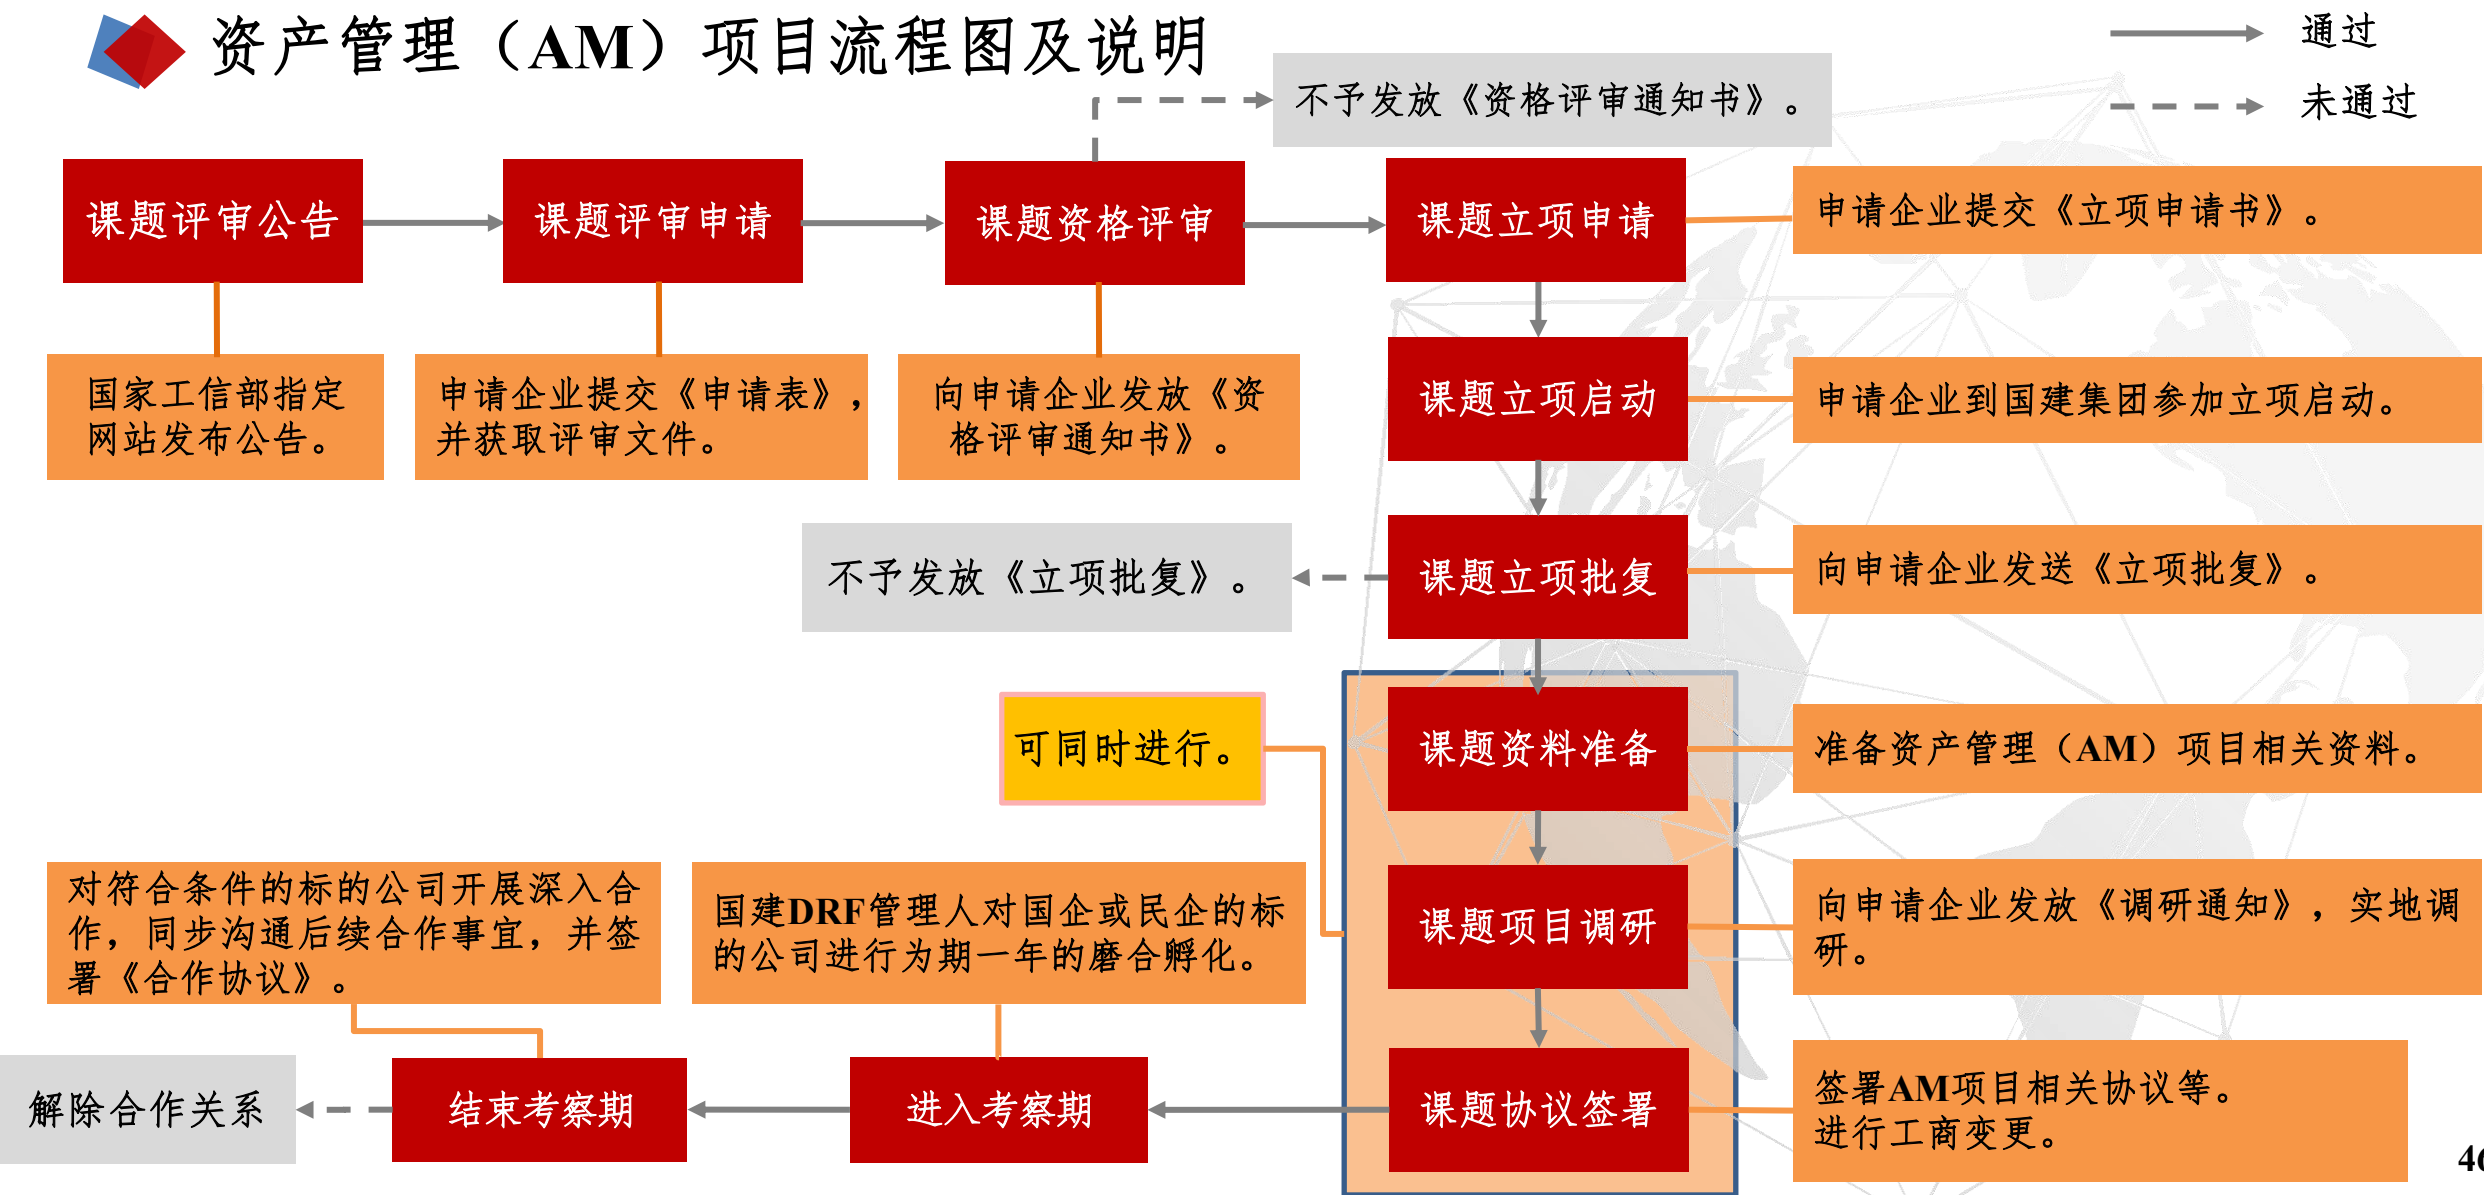 资产管理（AM）项目流程图及说明
通过
未通过
不予发放《资格评审通知书》。
课题评审公告
课题评审申请
课题资格评审
课题立项申请
申请企业提交《立项申请书》。
国家工信部指定
网站发布公告。
申请企业提交《申请表》，
并获取评审文件。
向申请企业发放《资
格评审通知书》。
课题立项启动
申请企业到国建集团参加立项启动。
不予发放《立项批复》。
课题立项批复
向申请企业发送《立项批复》。
可同时进行。
课题资料准备
准备资产管理（AM）项目相关资料。
对符合条件的标的公司开展深入合
作，同步沟通后续合作事宜，并签
署《合作协议》。
国建DRF管理人对国企或民企的标
的公司进行为期一年的磨合孵化。
课题项目调研
向申请企业发放《调研通知》，实地调
研。
解除合作关系
结束考察期
进入考察期
课题协议签署
签署AM项目相关协议等。
进行工商变更。